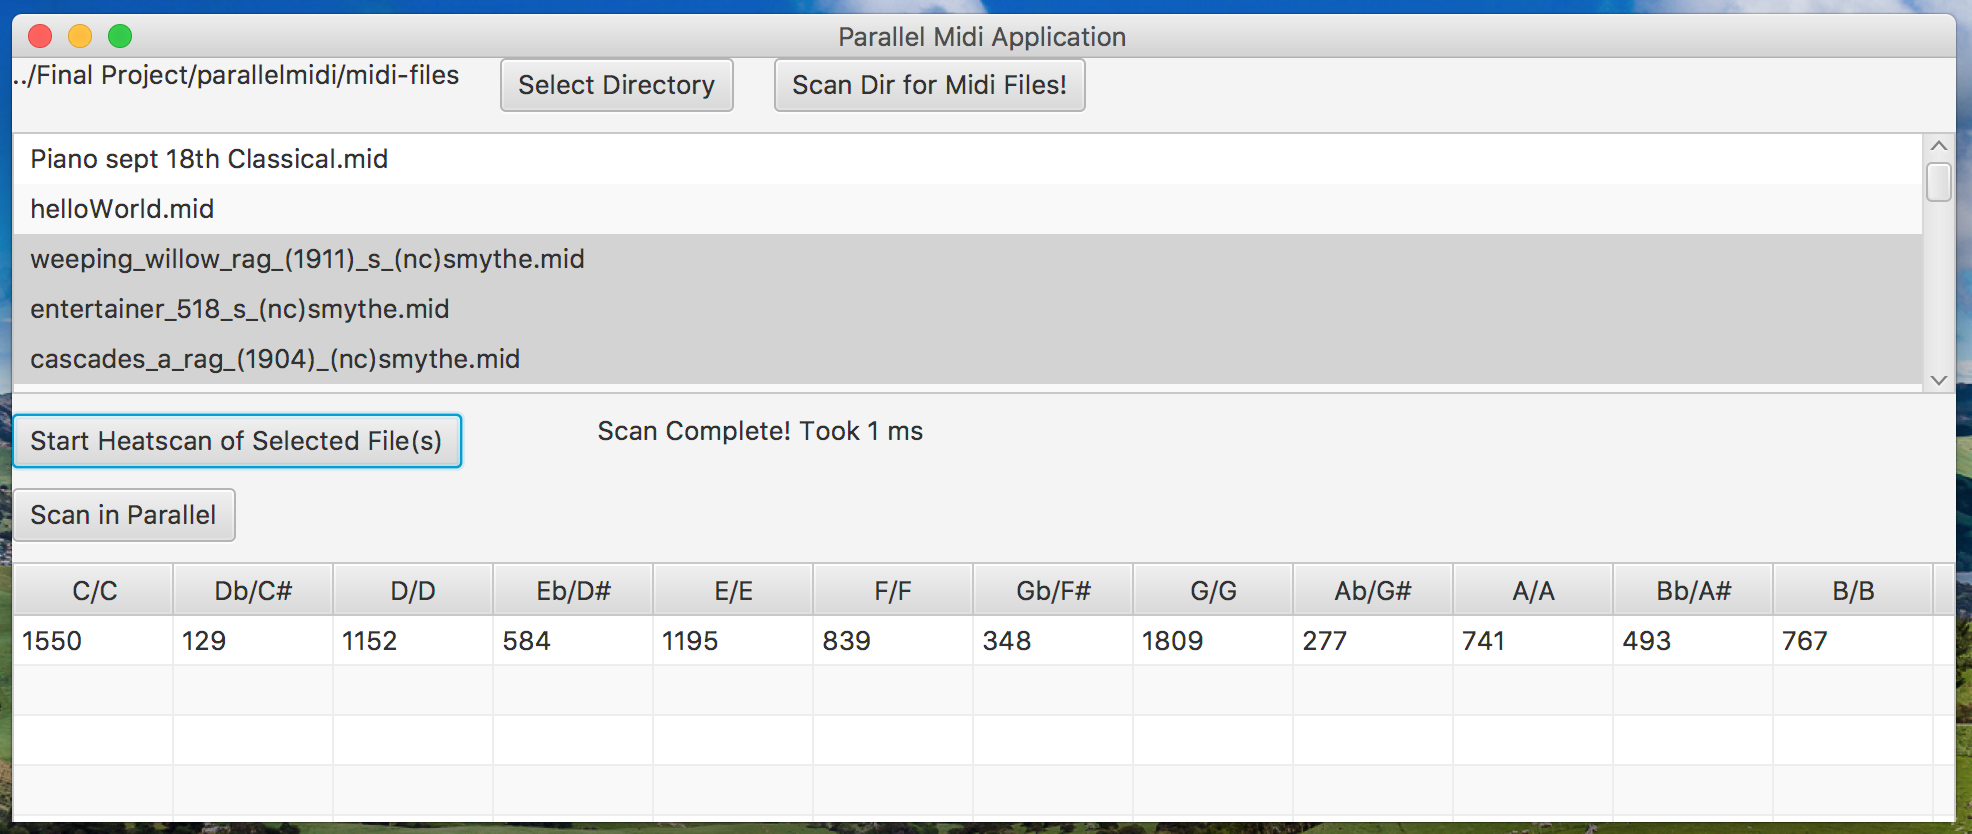 Parallel Midi Application
../Final Project/parallelmidi/midi-files Select Directory Scan Dir for Midi Files!
Piano sept 18th Classical.mid
helloWorld.mid
weeping_willow_rag_(1911)_s_(nc)smythe.mid
entertainer_518_s_(nc)smythe.mid
cascades_a_rag_(1904)_(nc)smythe.mid
Start Heatscan of Selected File(s) Scan Complete! Took 1 ms
Scan in Parallel
C/C Db/C# D/D Eb/D# E/E F/F Gb/F# G/G Ab/G# A/A Bb/A# B/B
1550 129 1152 584 1195 839 348 1809 277 741 493 767